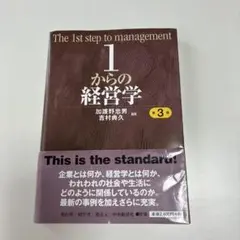 The 1st step to management
1
からの
経営学
加護野忠男
吉村典久
編著
第3版
This is the standard!
企業とは何か、経営学とは何か、
われわれの社会や生活に
どのように関係しているのか。
最新の事例を加えさらに充実。